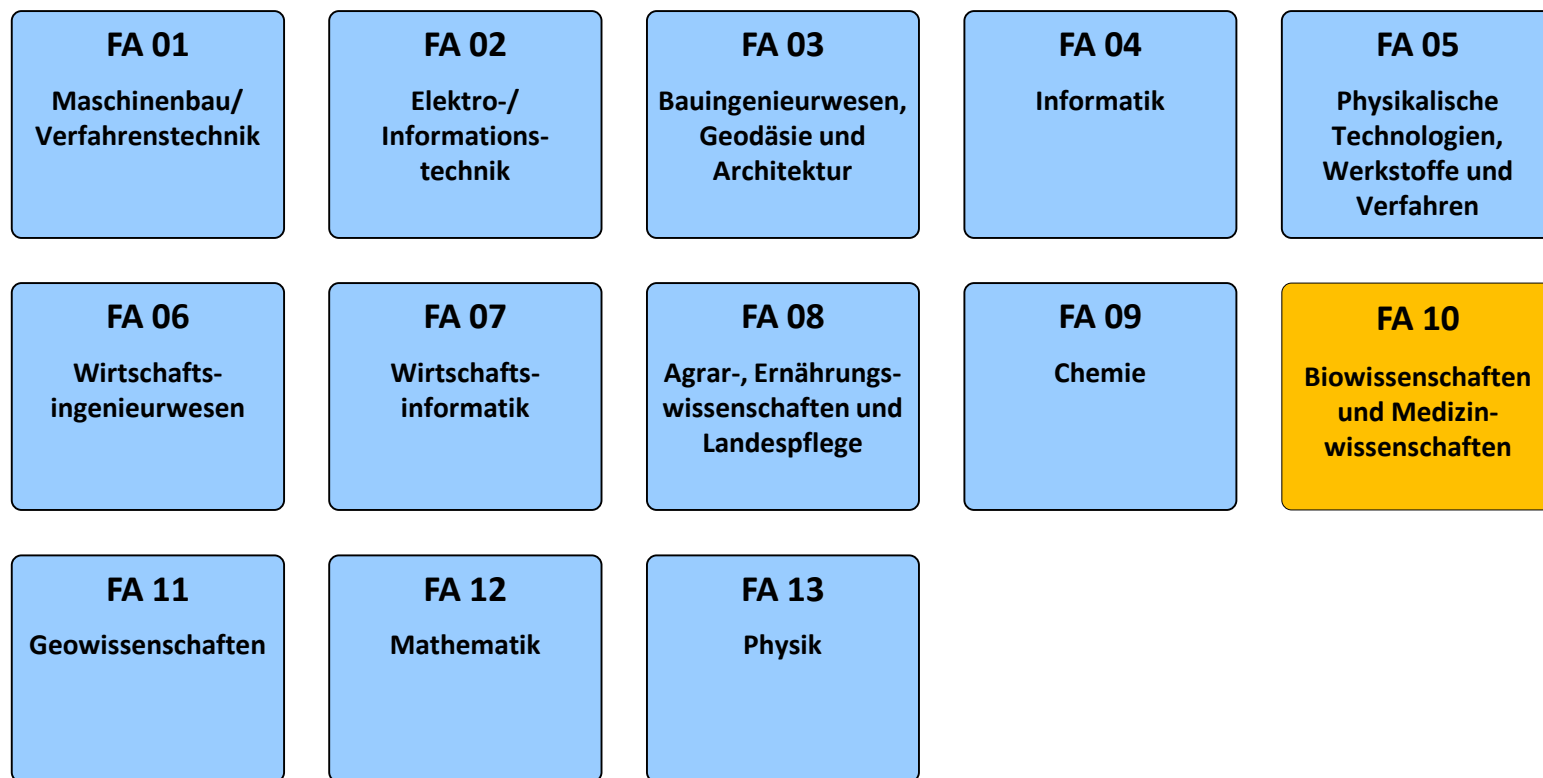 FA 01
Maschinenbau/
Verfahrenstechnik
FA 02
Elektro-/
Informations-
technik
FA 03
Bauingenieurwesen,
Geodäsie und
Architektur
FA 04
Informatik
FA 05
Physikalische
Technologien,
Werkstoffe und
Verfahren
FA 06
Wirtschafts-
ingenieurwesen
FA 07
Wirtschafts-
informatik
FA 08
Agrar-, Ernährungs-
wissenschaften und
Landespflege
FA 09
Chemie
FA 10
Biowissenschaften
und Medizin-
wissenschaften
FA 11
Geowissenschaften
FA 12
Mathematik
FA 13
Physik